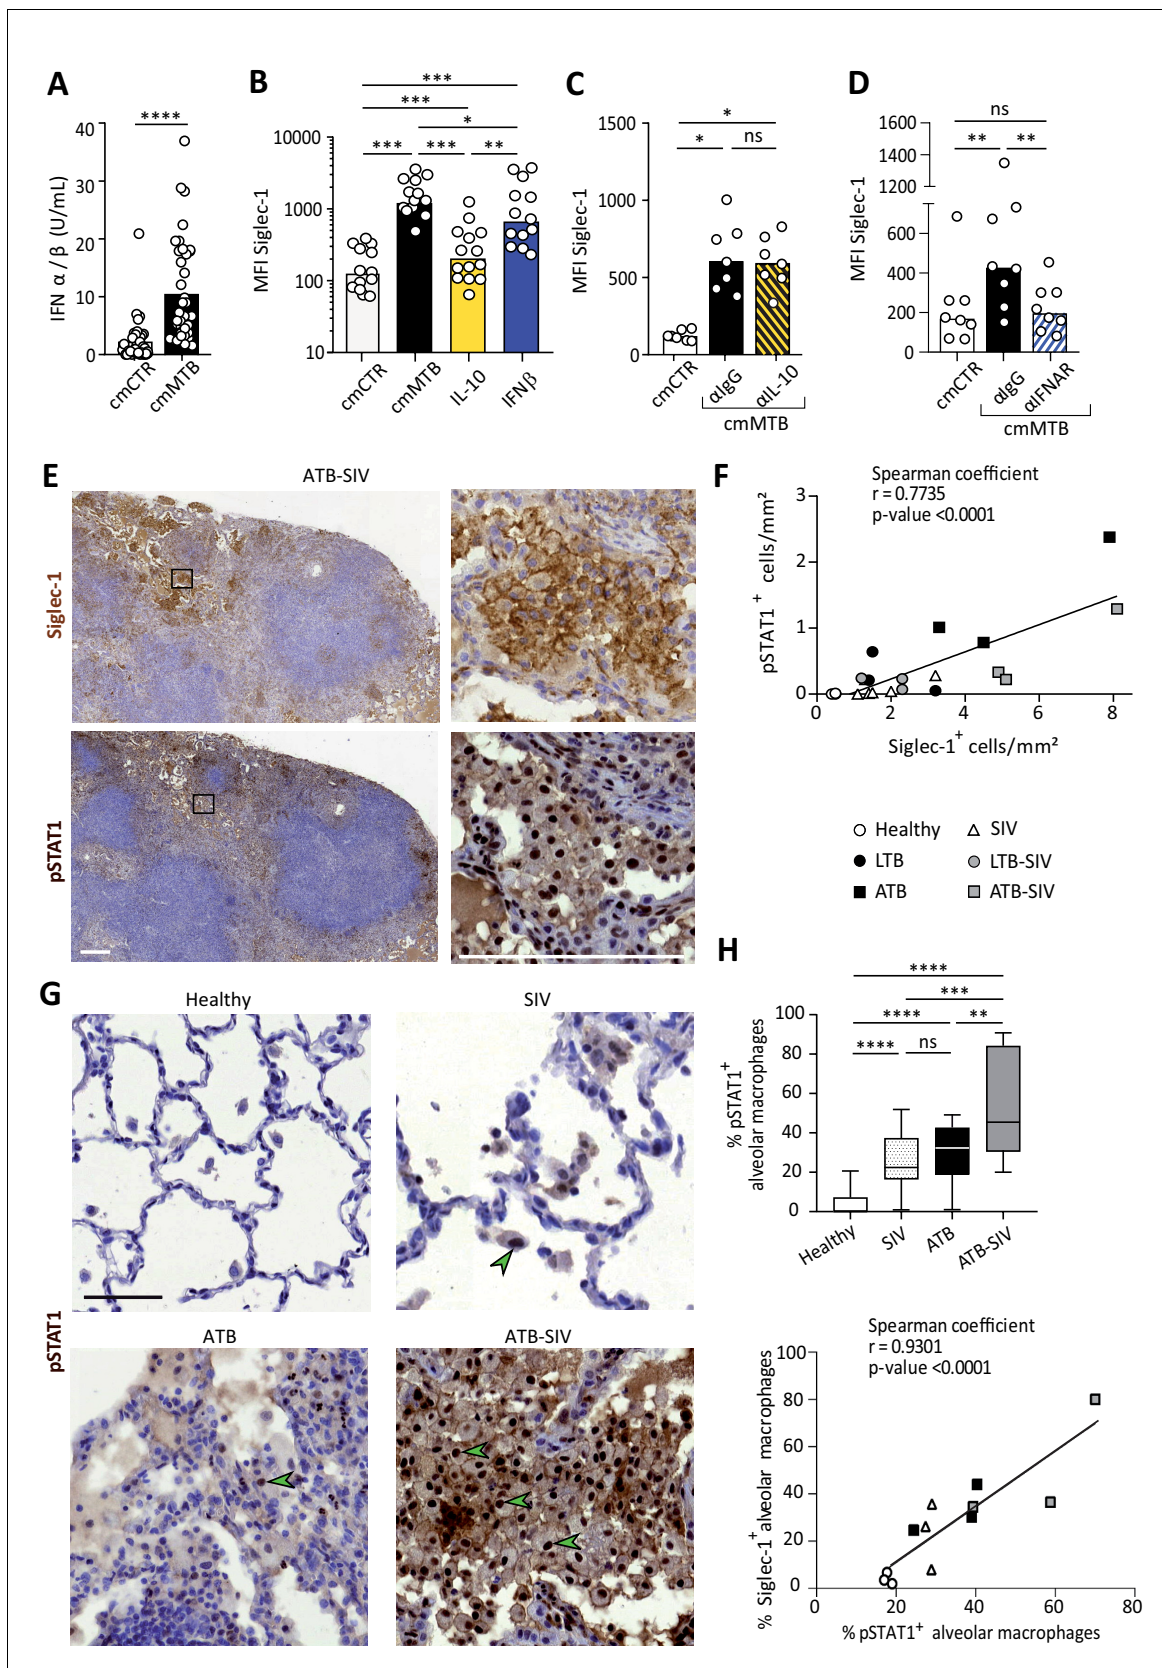 A
IFN α / β (U/mL)
40
30
20
10
0
****
cmCTR
cmMTB
B
MFI Siglec-1
10000
1000
100
10
***
***
*
***
***
**
cmCTR
cmMTB
IL-10
IFNβ
C
MFI Siglec-1
1500
1000
500
0
*
*
ns
cmCTR
αIgG
αIL-10
cmMTB
D
MFI Siglec-1
1600
1400
1200
600
400
200
0
ns
**
**
cmCTR
αIgG
αIFNAR
cmMTB
E
ATB-SIV
Siglec-1
pSTAT1
F
Spearman coefficient
r = 0.7735
p-value <0.0001
pSTAT1+ cells/mm²
3
2
1
0
0 2 4 6 8
Siglec-1+ cells/mm²
Healthy
SIV
LTB
LTB-SIV
ATB
ATB-SIV
G
Healthy
SIV
pSTAT1
ATB
ATB-SIV
H
% pSTAT1+
alveolar macrophages
100
80
60
40
20
0
****
***
****
**
****
ns
Healthy
SIV
ATB
ATB-SIV
Spearman coefficient
r = 0.9301
p-value <0.0001
% Siglec-1+ alveolar macrophages
100
80
60
40
20
0
0 20 40 60 80
% pSTAT1+ alveolar macrophages